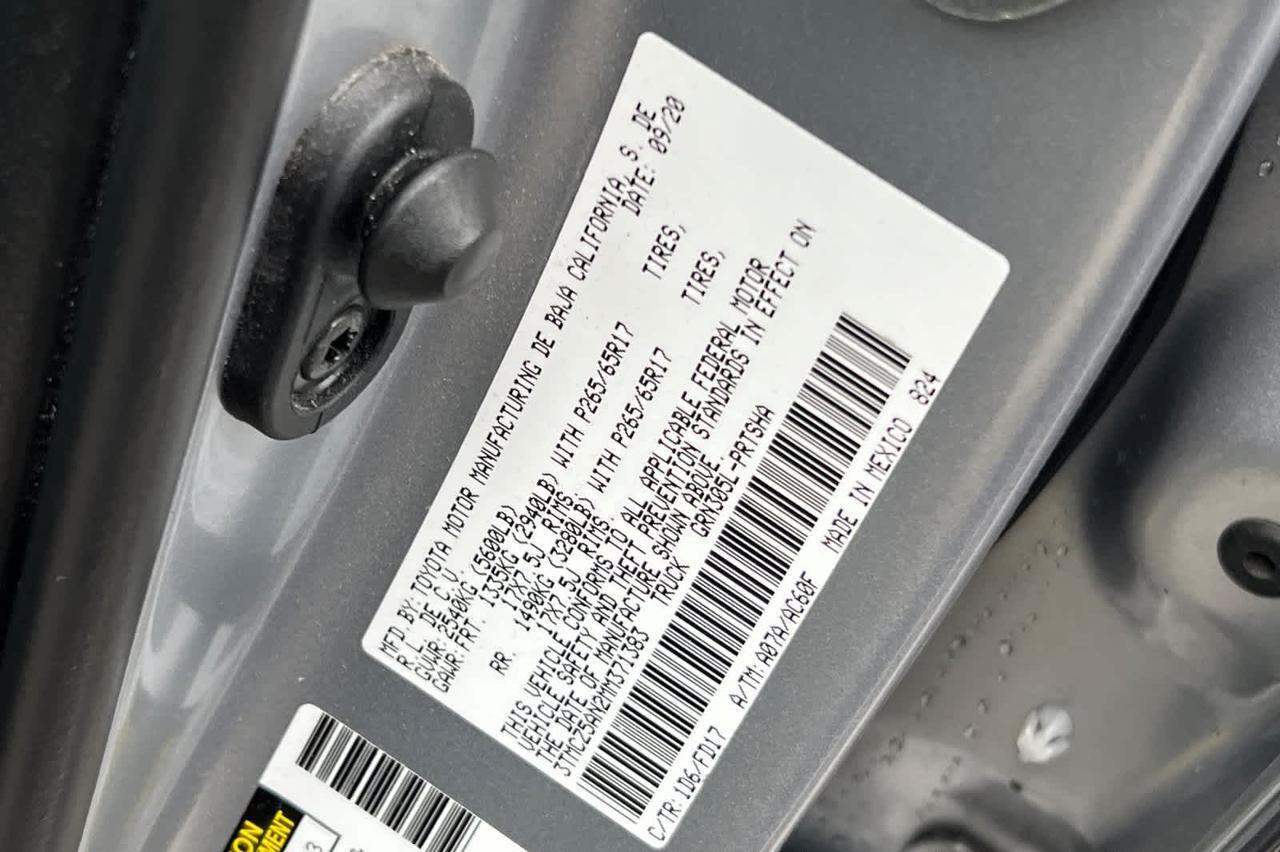 MFD. BY: TOYOTA MOTOR MANUFACTURING DE BAJA CALIFORNIA, S. DE
R.L. DE C.V. DATE: 09/20
GVWR: 2540KG (5600LB)
GAWR: FRT. 1335KG (2940LB) WITH P265/65R17 TIRES,
17X7.5J RIMS
RR. 1490KG (3280LB) WITH P265/65R17 TIRES,
17X7.5J RIMS
THIS VEHICLE CONFORMS TO ALL APPLICABLE FEDERAL MOTOR
VEHICLE SAFETY AND THEFT PREVENTION STANDARDS IN EFFECT ON
THE DATE OF MANUFACTURE SHOWN ABOVE
3TMCZ5AN2MM371383 TRUCK GRN305L-PRTSHA
C/TR: 1D6/FD17 A/TM: A07A/AC60F MADE IN MEXICO 824
ON
MENT
3